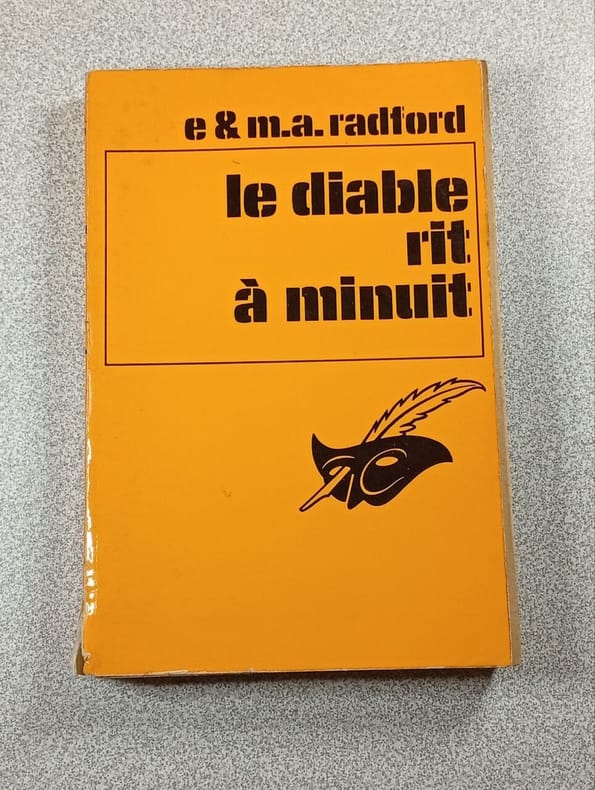 e & m.a. radford
le diable
rit
à minuit